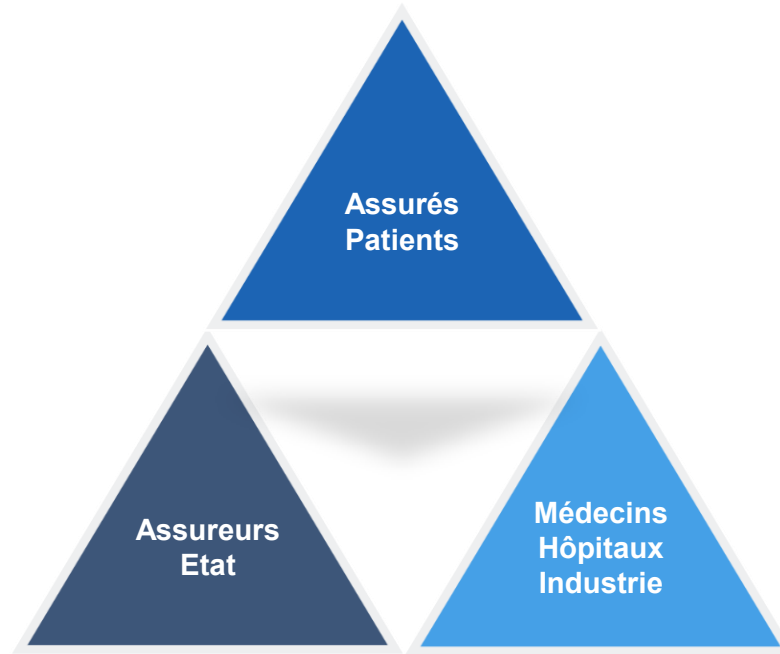 Assurés
Patients
Assureurs
Etat
Médecins
Hôpitaux
Industrie